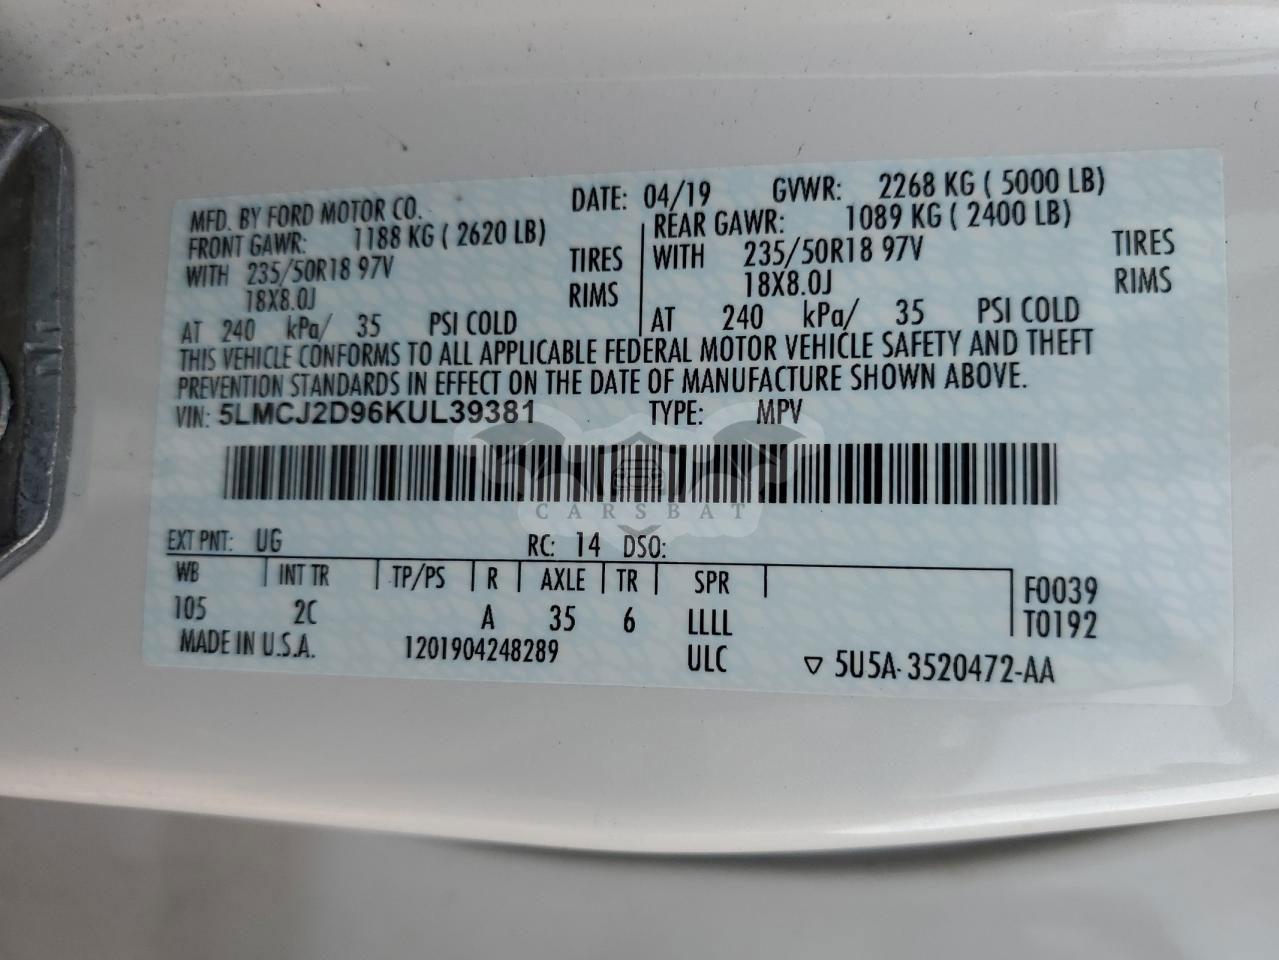 MFD. BY FORD MOTOR CO. DATE: 04/19 GVWR: 2268 KG ( 5000 LB)
FRONT GAWR: 1188 KG ( 2620 LB) REAR GAWR: 1089 KG ( 2400 LB)
WITH 235/50R18 97V TIRES WITH 235/50R18 97V TIRES
18X8.0J RIMS 18X8.0J RIMS
AT 240 kPa/ 35 PSI COLD AT 240 kPa/ 35 PSI COLD
THIS VEHICLE CONFORMS TO ALL APPLICABLE FEDERAL MOTOR VEHICLE SAFETY AND THEFT
PREVENTION STANDARDS IN EFFECT ON THE DATE OF MANUFACTURE SHOWN ABOVE.
VIN: 5LMCJ2D96KUL39381 TYPE: MPV
CARSBAT
EXT PNT: UG RC: 14 DSO:
WB INT TR TP/PS R AXLE TR SPR F0039
105 2C A 35 6 LLLL T0192
MADE IN U.S.A. 1201904248289 ULC ▽ 5U5A-3520472-AA